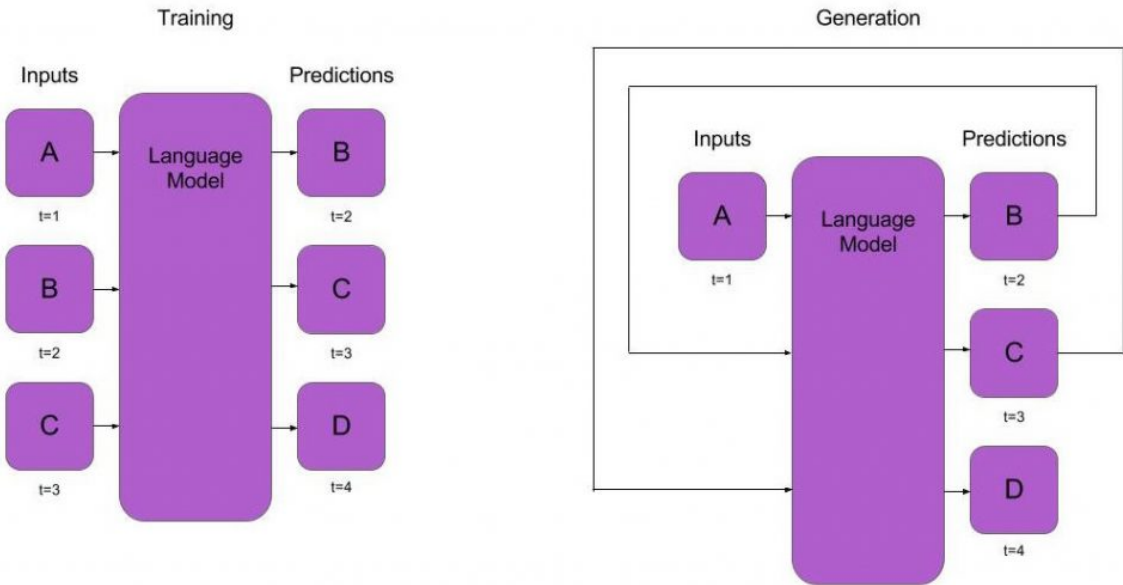 Training
Inputs
Predictions
A
Language
Model
B
t=1
t=2
B
C
t=2
t=3
C
D
t=3
t=4
Generation
Inputs
Predictions
A
Language
Model
B
t=1
t=2
C
t=3
D
t=4